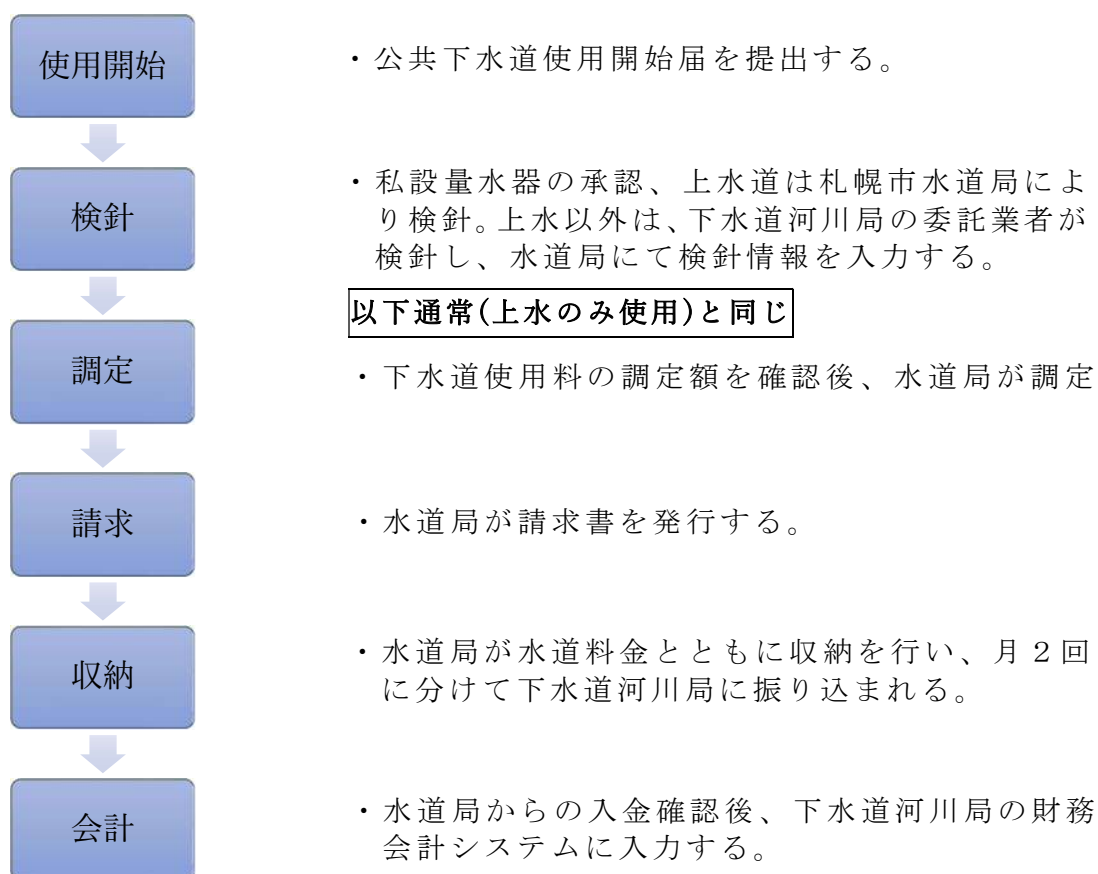 使用開始
・公共下水道使用開始届を提出する。
検針
・私設量水器の承認、上水道は札幌市水道局によ
り検針。上水以外は、下水道河川局の委託業者が
検針し、水道局にて検針情報を入力する。
以下通常(上水のみ使用)と同じ
調定
・下水道使用料の調定額を確認後、水道局が調定
請求
・水道局が請求書を発行する。
収納
・水道局が水道料金とともに収納を行い、月２回
に分けて下水道河川局に振り込まれる。
会計
・水道局からの入金確認後、下水道河川局の財務
会計システムに入力する。